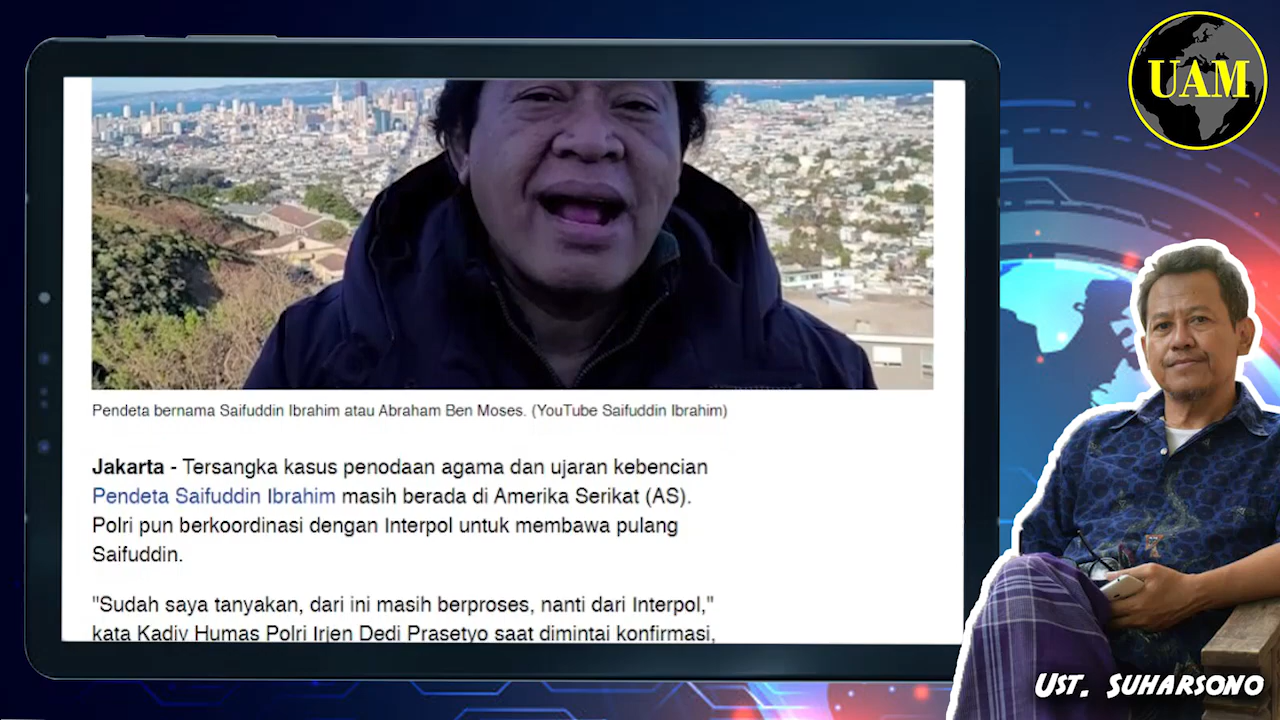 UAM
Pendeta bernama Saifuddin Ibrahim atau Abraham Ben Moses. (YouTube Saifuddin Ibrahim)
Jakarta - Tersangka kasus penodaan agama dan ujaran kebencian
Pendeta Saifuddin Ibrahim masih berada di Amerika Serikat (AS).
Polri pun berkoordinasi dengan Interpol untuk membawa pulang
Saifuddin.
"Sudah saya tanyakan, dari ini masih berproses, nanti dari Interpol,"
kata Kadiv Humas Polri Irjen Dedi Prasetyo saat dimintai konfirmasi,
UST. SUHARSONO